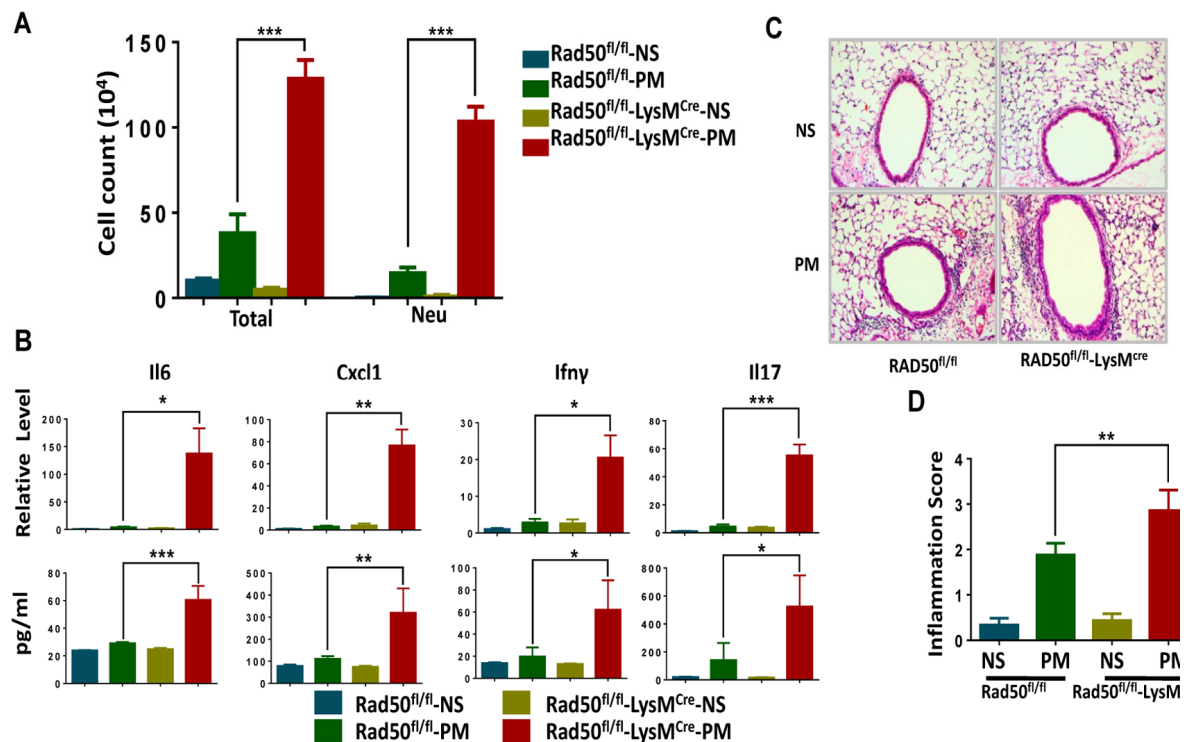 A
Cell count (10⁴)
150
100
50
0
***
***
Total
Neu
Rad50fl/fl-NS
Rad50fl/fl-PM
Rad50fl/fl-LysMCre-NS
Rad50fl/fl-LysMCre-PM
B
Il6
Cxcl1
Ifnγ
Il17
Relative Level
200
150
100
50
0
*
100
80
60
40
20
0
**
30
20
10
0
*
80
60
40
20
0
***
pg/ml
80
60
40
20
0
***
500
400
300
200
100
0
**
100
80
60
40
20
0
*
800
600
400
200
0
*
Rad50fl/fl-NS
Rad50fl/fl-LysMCre-NS
Rad50fl/fl-PM
Rad50fl/fl-LysMCre-PM
C
NS
PM
RAD50fl/fl
RAD50fl/fl-LysMcre
D
Inflammation Score
4
3
2
1
0
**
NS
PM
NS
PM
Rad50fl/fl
Rad50fl/fl-LysM